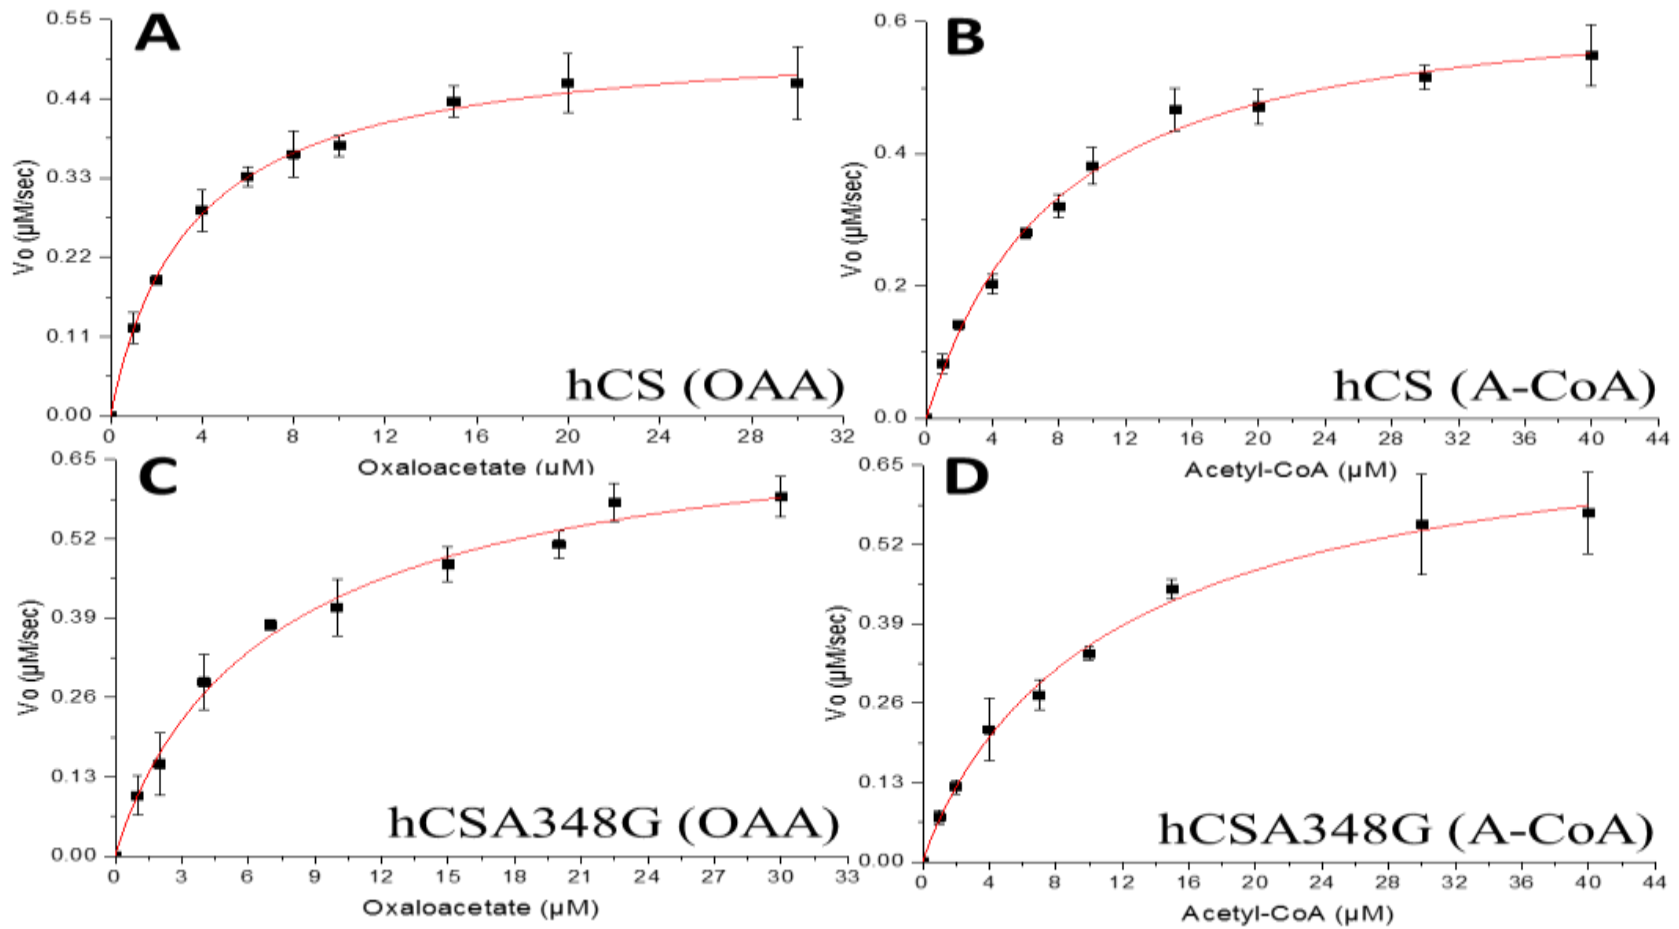 A
0.55
0.44
0.33
0.22
0.11
0.00
Vo (µM/sec)
hCS (OAA)
0 4 8 12 16 20 24 28 32
Oxaloacetate (µM)
B
0.6
0.4
0.2
0.0
Vo (µM/sec)
hCS (A-CoA)
0 4 8 12 16 20 24 28 32 36 40 44
Acetyl-CoA (µM)
C
0.65
0.52
0.39
0.26
0.13
0.00
Vo (µM/sec)
hCSA348G (OAA)
0 3 6 9 12 15 18 21 24 27 30 33
Oxaloacetate (µM)
D
0.65
0.52
0.39
0.26
0.13
0.00
Vo (µM/sec)
hCSA348G (A-CoA)
0 4 8 12 16 20 24 28 32 36 40 44
Acetyl-CoA (µM)